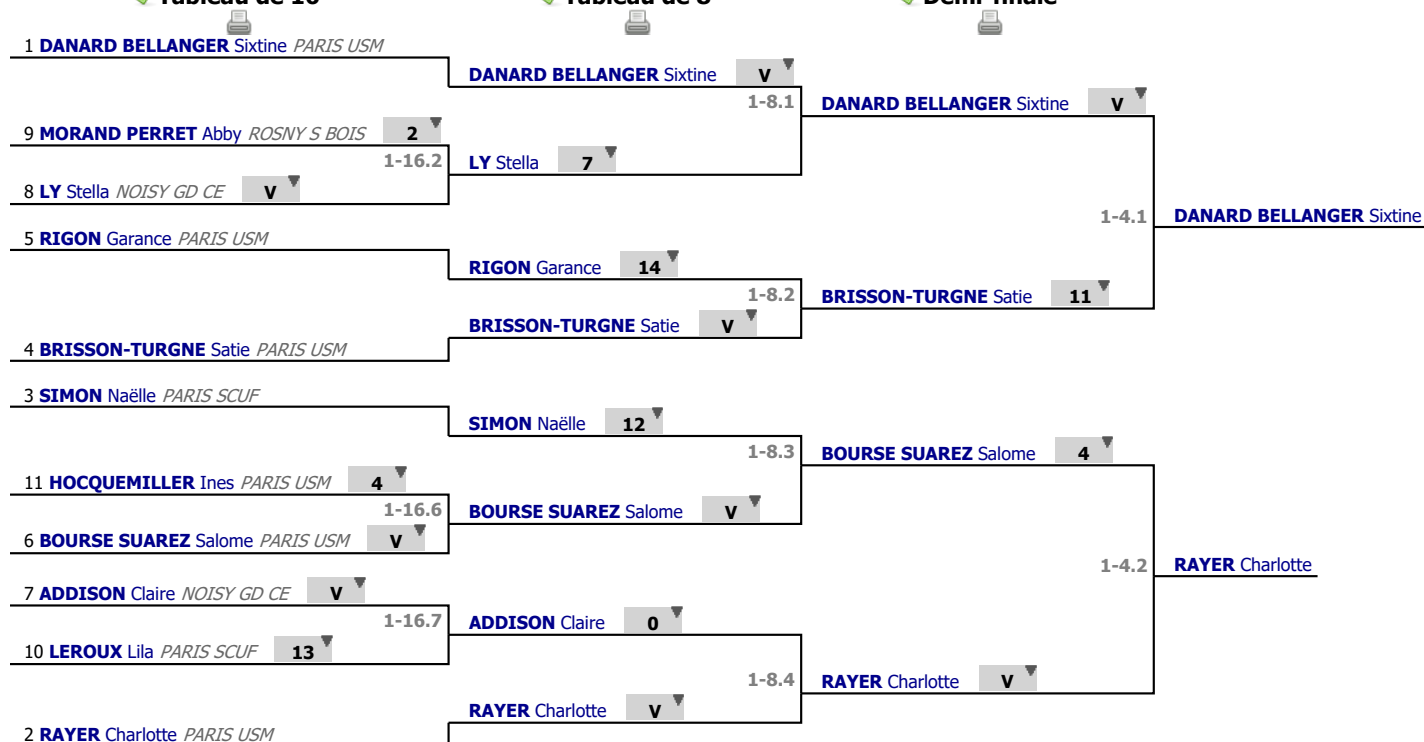 Tableau de 16 Tableau de 8 Demi-finale
1 DANARD BELLANGER Sixtine PARIS USM
DANARD BELLANGER Sixtine V
1-8.1
DANARD BELLANGER Sixtine V
9 MORAND PERRET Abby ROSNY S BOIS 2
1-16.2
LY Stella 7
8 LY Stella NOISY GD CE V
1-4.1
DANARD BELLANGER Sixtine
5 RIGON Garance PARIS USM
RIGON Garance 14
1-8.2
BRISSON-TURGNE Satie 11
BRISSON-TURGNE Satie V
4 BRISSON-TURGNE Satie PARIS USM
3 SIMON Naëlle PARIS SCUF
SIMON Naëlle 12
1-8.3
BOURSE SUAREZ Salome 4
11 HOCQUEMILLER Ines PARIS USM 4
1-16.6
BOURSE SUAREZ Salome V
6 BOURSE SUAREZ Salome PARIS USM V
1-4.2
RAYER Charlotte
7 ADDISON Claire NOISY GD CE V
1-16.7
ADDISON Claire 0
10 LEROUX Lila PARIS SCUF 13
1-8.4
RAYER Charlotte V
RAYER Charlotte V
2 RAYER Charlotte PARIS USM